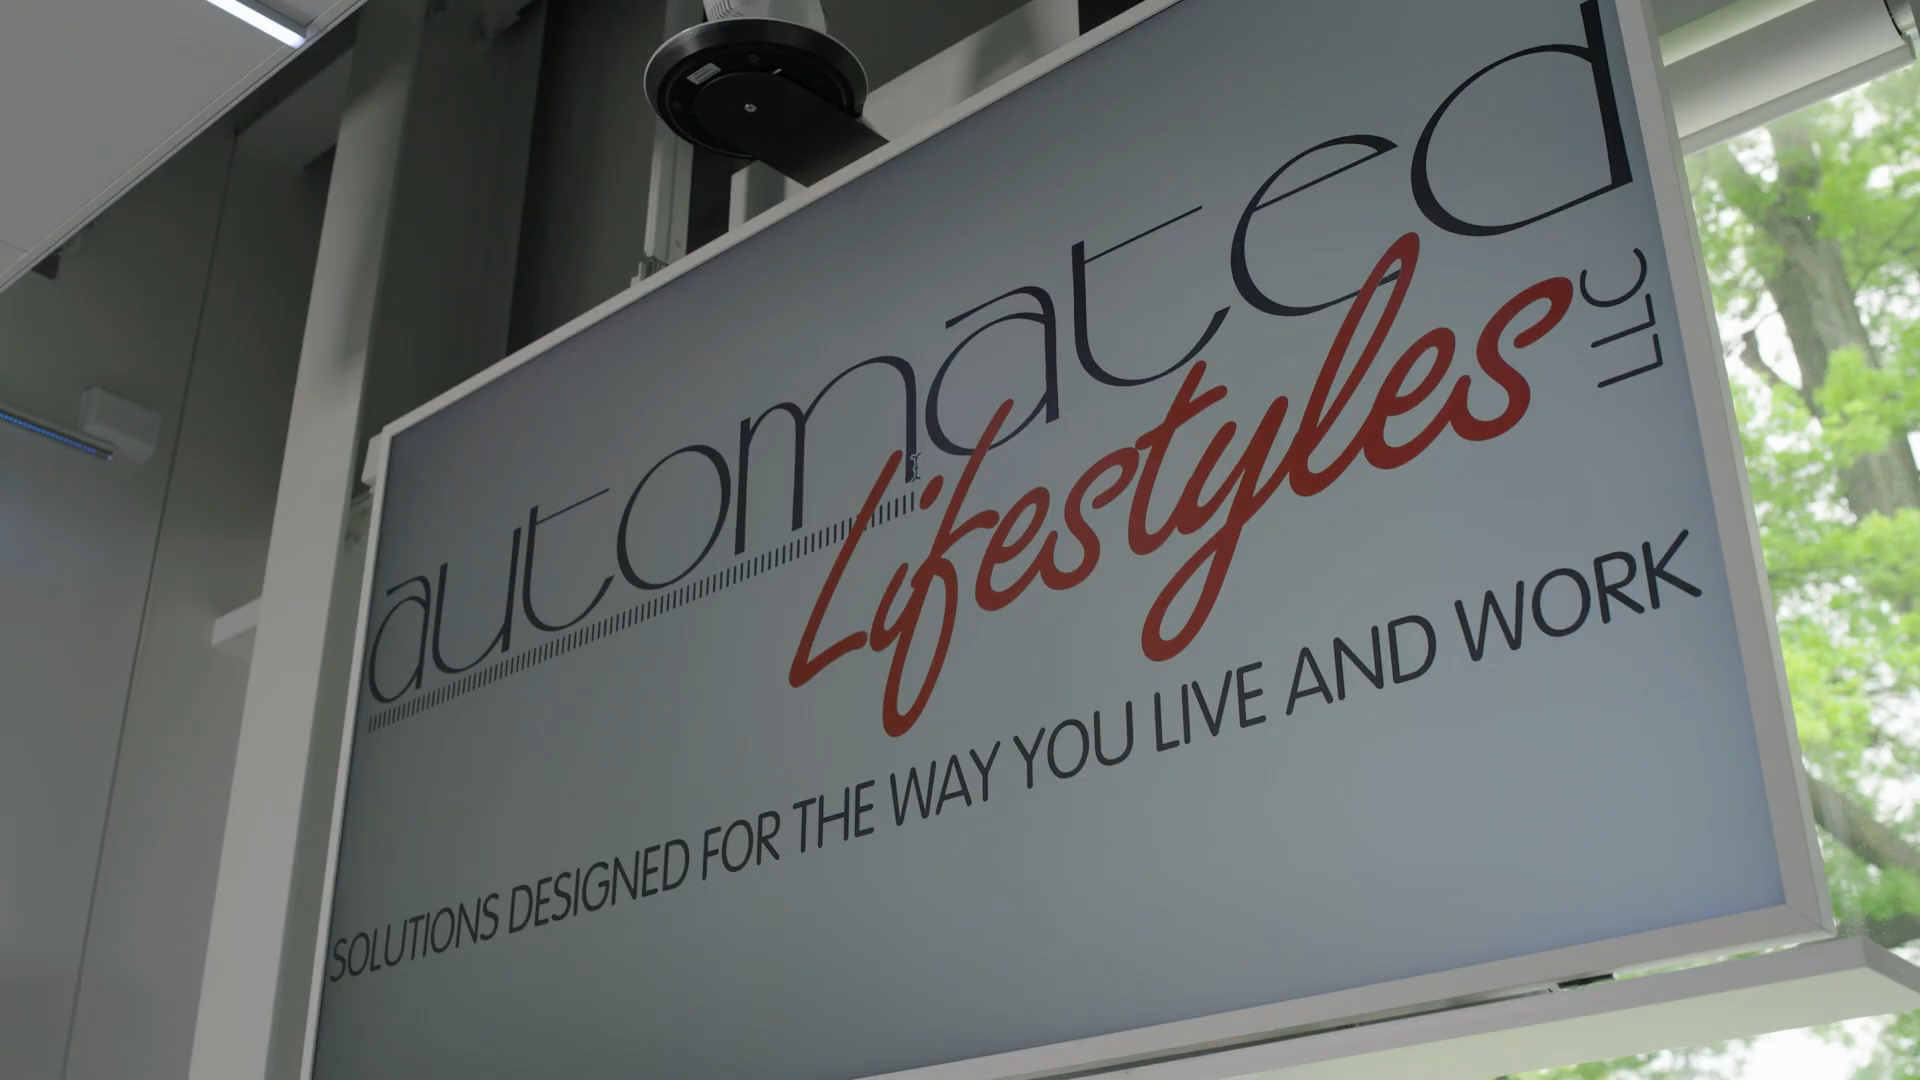 automated
Lifestyles
LLC
SOLUTIONS DESIGNED FOR THE WAY YOU LIVE AND WORK